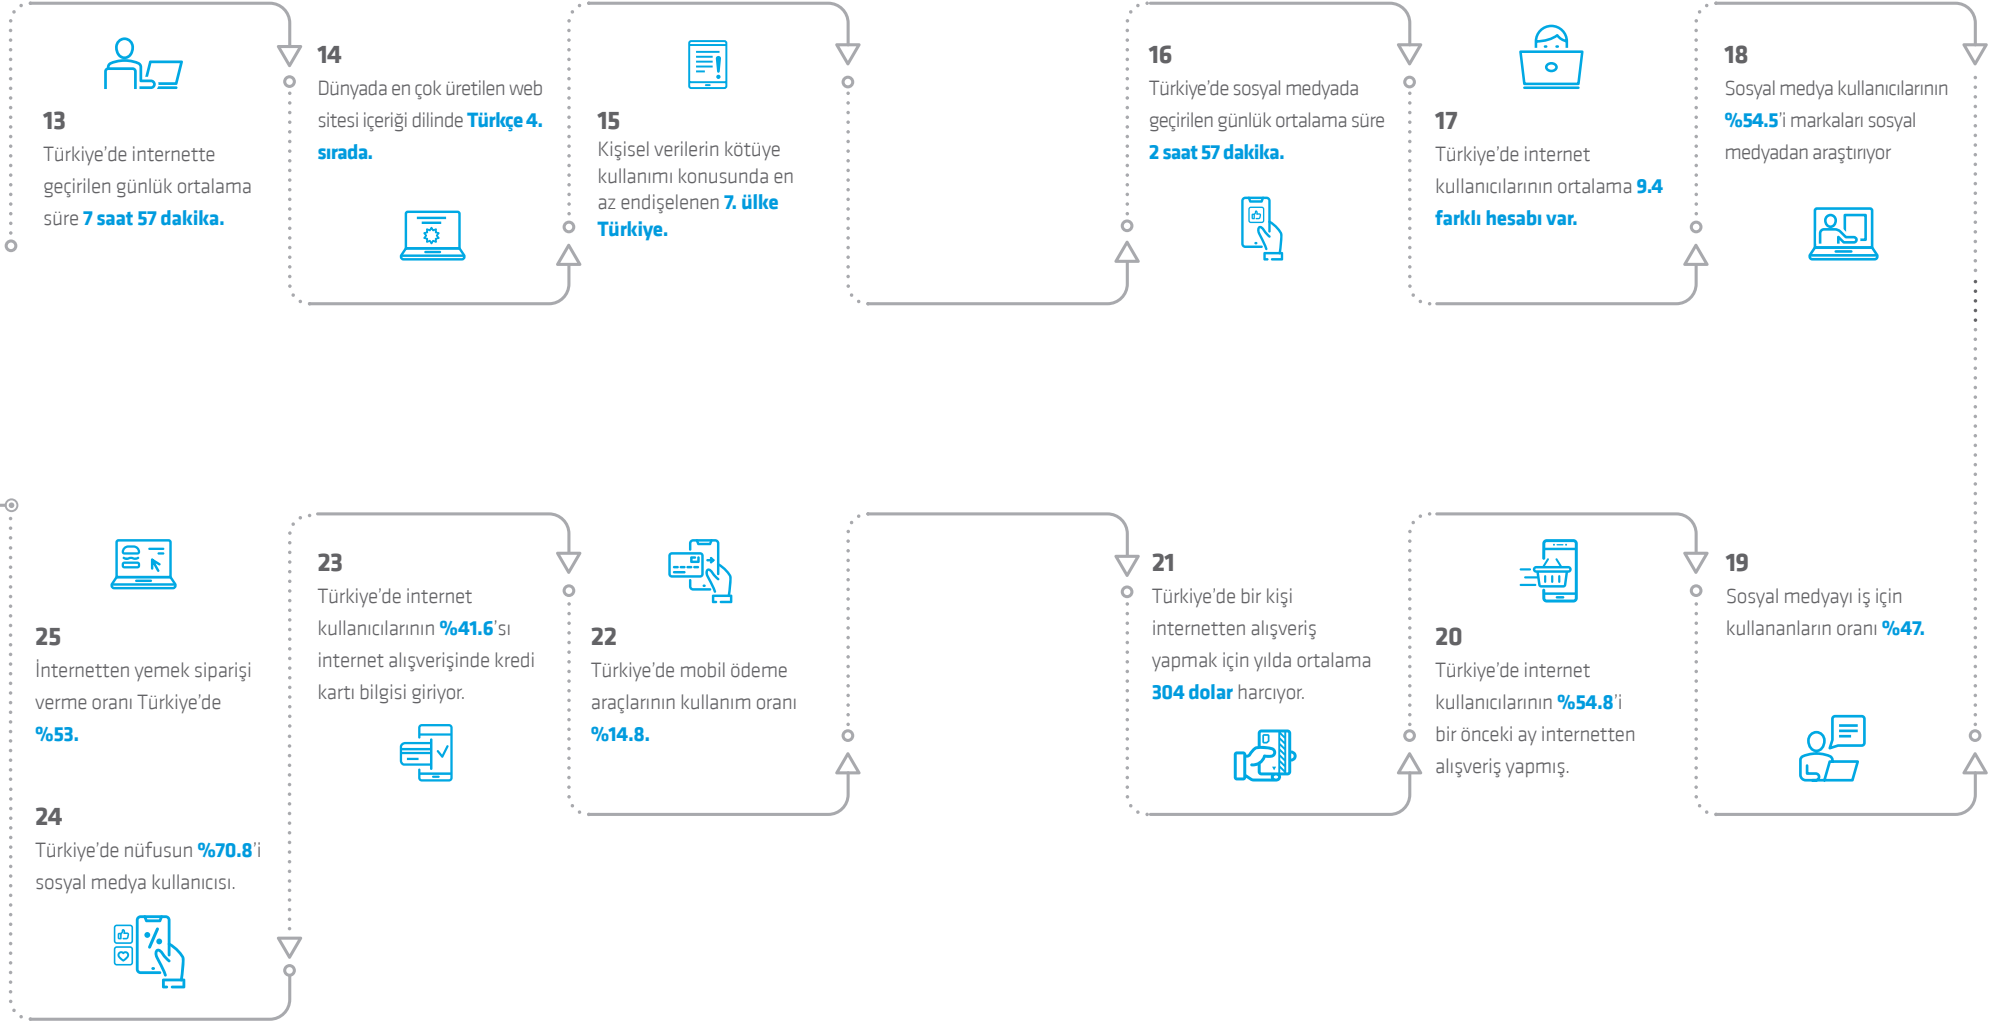 13
Türkiye'de internette
geçirilen günlük ortalama
süre 7 saat 57 dakika.
14
Dünyada en çok üretilen web
sitesi içeriği dilinde Türkçe 4.
sırada.
15
Kişisel verilerin kötüye
kullanımı konusunda en
az endişelenen 7. ülke
Türkiye.
16
Türkiye'de sosyal medyada
geçirilen günlük ortalama süre
2 saat 57 dakika.
17
Türkiye'de internet
kullanıcılarının ortalama 9.4
farklı hesabı var.
18
Sosyal medya kullanıcılarının
%54.5'i markaları sosyal
medyadan araştırıyor
19
Sosyal medyayı iş için
kullananların oranı %47.
20
Türkiye'de internet
kullanıcılarının %54.8'i
bir önceki ay internetten
alışveriş yapmış.
21
Türkiye'de bir kişi
internetten alışveriş
yapmak için yılda ortalama
304 dolar harcıyor.
22
Türkiye'de mobil ödeme
araçlarının kullanım oranı
%14.8.
23
Türkiye'de internet
kullanıcılarının %41.6'sı
internet alışverişinde kredi
kartı bilgisi giriyor.
24
Türkiye'de nüfusun %70.8'i
sosyal medya kullanıcısı.
25
İnternetten yemek siparişi
verme oranı Türkiye'de
%53.